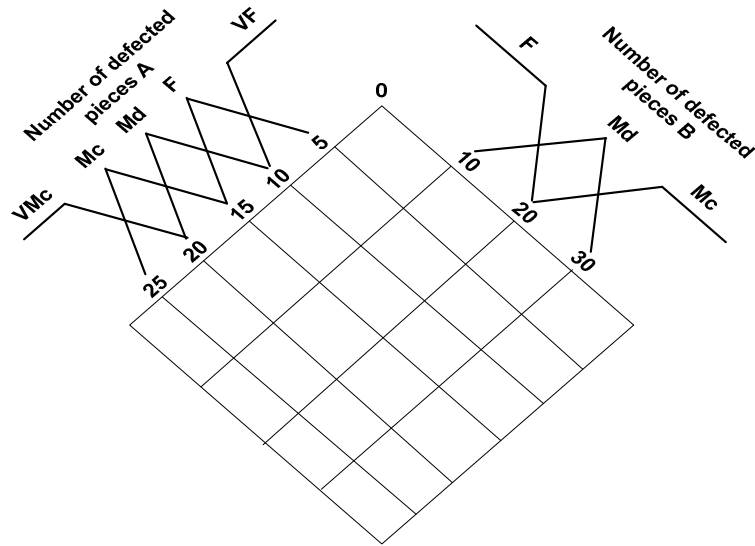 Number of defected
pieces A
VF
F
Md
Mc
VMc
F
Md
Mc
Number of defected
pieces B
0
5
10
15
20
25
10
20
30